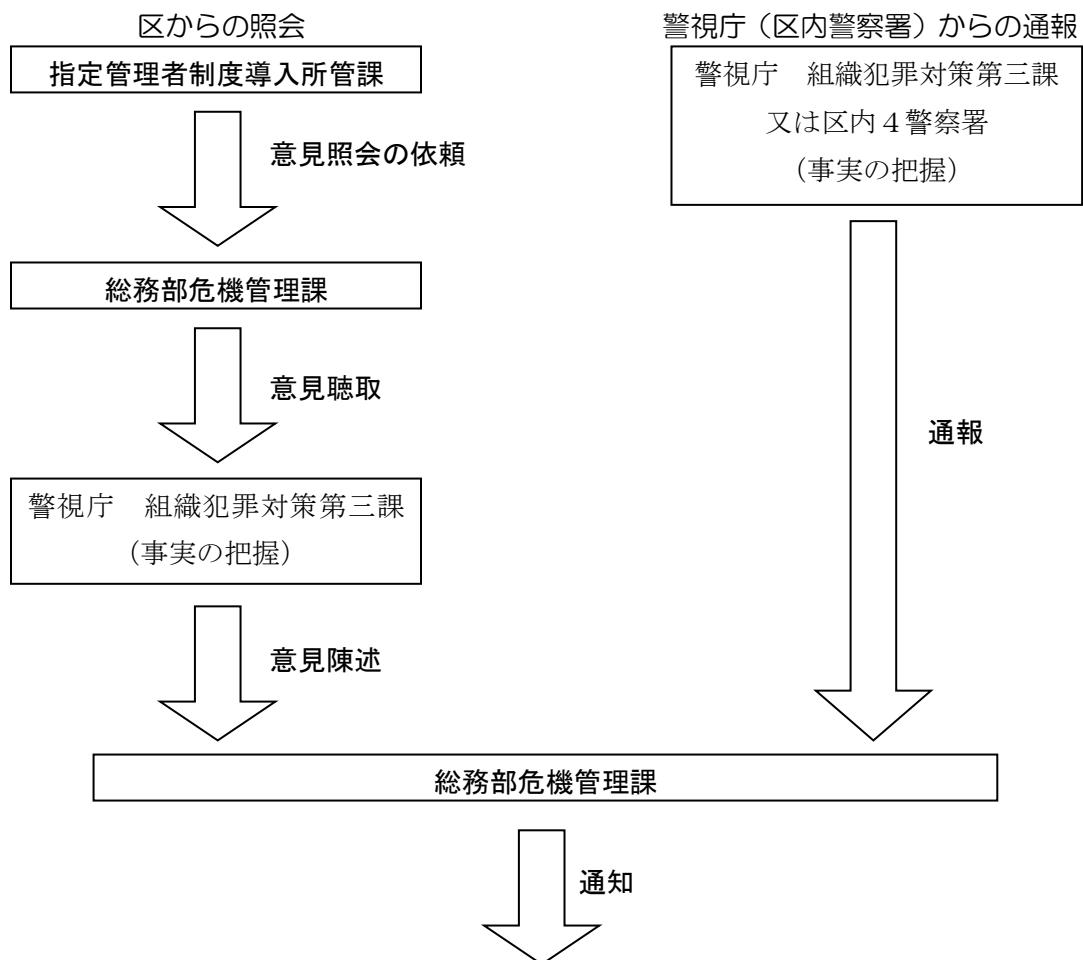 区からの照会
指定管理者制度導入所管課
意見照会の依頼
総務部危機管理課
意見聴取
警視庁　組織犯罪対策第三課
（事実の把握）
意見陳述
警視庁（区内警察署）からの通報
警視庁　組織犯罪対策第三課
又は区内４警察署
（事実の把握）
通報
総務部危機管理課
通知